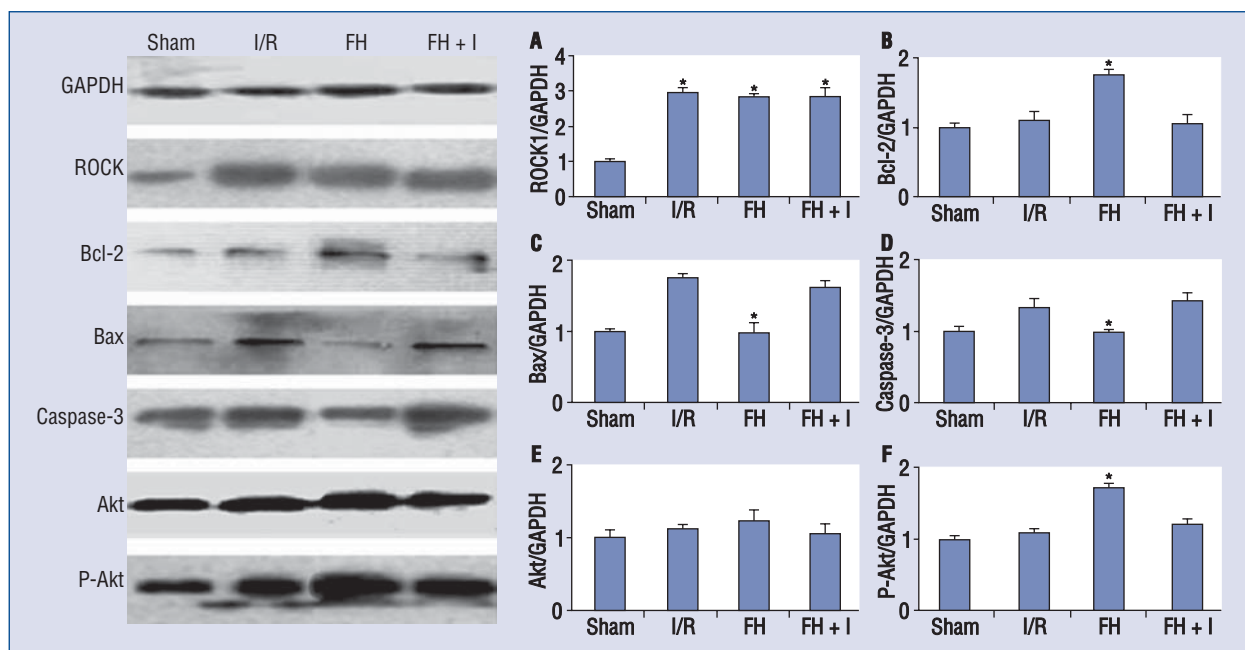 Sham I/R FH FH + I
GAPDH
ROCK
Bcl-2
Bax
Caspase-3
Akt
P-Akt
A
ROCK1/GAPDH
4
3
2
1
0
* * *
Sham I/R FH FH + I
B
Bcl-2/GAPDH
2
1
0
*
Sham I/R FH FH + I
C
Bax/GAPDH
2
1
0
*
Sham I/R FH FH + I
D
Caspase-3/GAPDH
2
1
0
*
Sham I/R FH FH + I
E
Akt/GAPDH
2
1
0
Sham I/R FH FH + I
F
P-Akt/GAPDH
2
1
0
*
Sham I/R FH FH + I